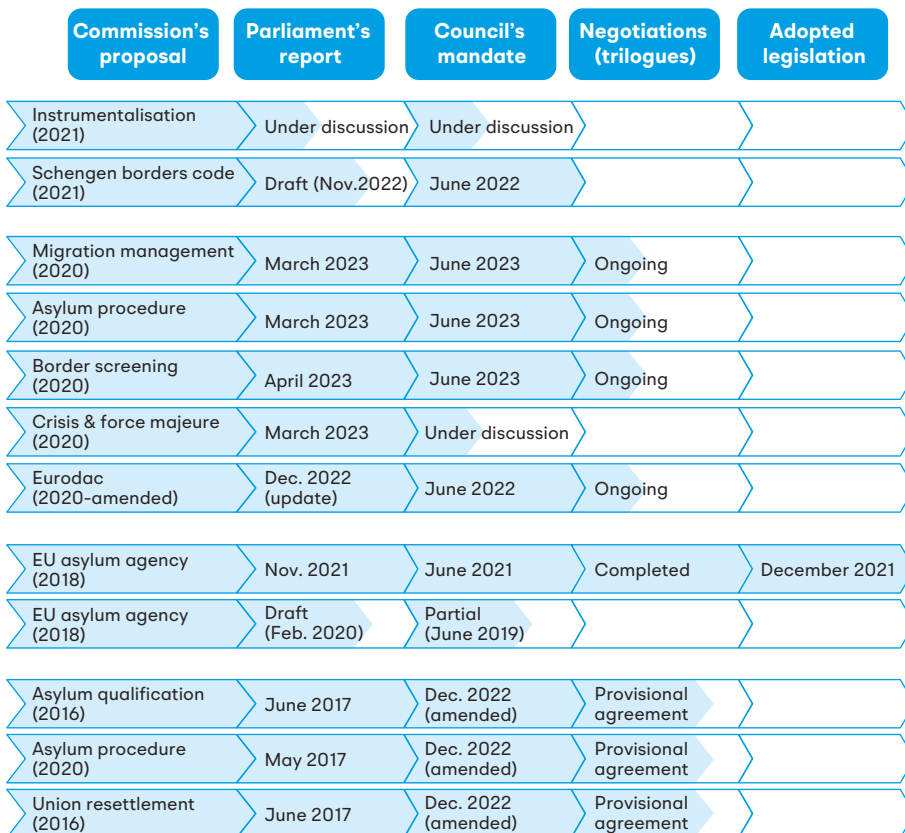 Commission's
proposal
Parliament's
report
Council's
mandate
Negotiations
(trilogues)
Adopted
legislation
Instrumentalisation
(2021)
Under discussion
Under discussion
Schengen borders code
(2021)
Draft (Nov.2022)
June 2022
Migration management
(2020)
March 2023
June 2023
Ongoing
Asylum procedure
(2020)
March 2023
June 2023
Ongoing
Border screening
(2020)
April 2023
June 2023
Ongoing
Crisis & force majeure
(2020)
March 2023
Under discussion
Eurodac
(2020-amended)
Dec. 2022
(update)
June 2022
Ongoing
EU asylum agency
(2018)
Nov. 2021
June 2021
Completed
December 2021
EU asylum agency
(2018)
Draft
(Feb. 2020)
Partial
(June 2019)
Asylum qualification
(2016)
June 2017
Dec. 2022
(amended)
Provisional
agreement
Asylum procedure
(2020)
May 2017
Dec. 2022
(amended)
Provisional
agreement
Union resettlement
(2016)
June 2017
Dec. 2022
(amended)
Provisional
agreement